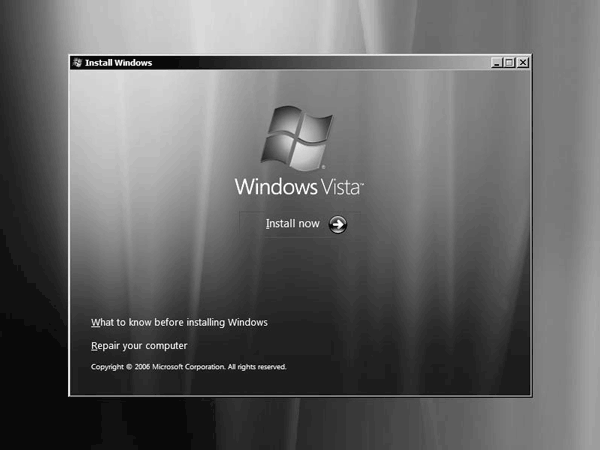 Install Windows
Windows Vista™
Install now
What to know before installing Windows
Repair your computer
Copyright © 2006 Microsoft Corporation. All rights reserved.